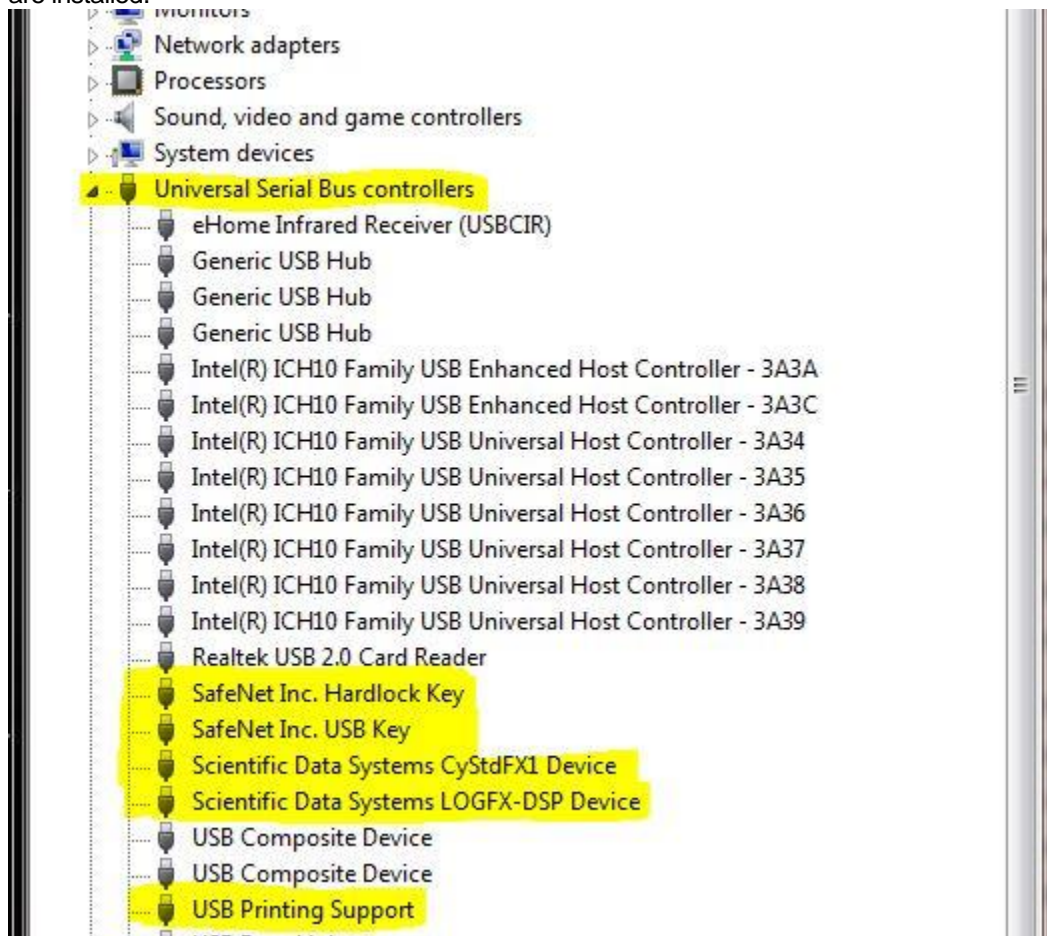 are installed.
Monitors
Network adapters
Processors
Sound, video and game controllers
System devices
Universal Serial Bus controllers
eHome Infrared Receiver (USBCIR)
Generic USB Hub
Generic USB Hub
Generic USB Hub
Intel(R) ICH10 Family USB Enhanced Host Controller - 3A3A
Intel(R) ICH10 Family USB Enhanced Host Controller - 3A3C
Intel(R) ICH10 Family USB Universal Host Controller - 3A34
Intel(R) ICH10 Family USB Universal Host Controller - 3A35
Intel(R) ICH10 Family USB Universal Host Controller - 3A36
Intel(R) ICH10 Family USB Universal Host Controller - 3A37
Intel(R) ICH10 Family USB Universal Host Controller - 3A38
Intel(R) ICH10 Family USB Universal Host Controller - 3A39
Realtek USB 2.0 Card Reader
SafeNet Inc. Hardlock Key
SafeNet Inc. USB Key
Scientific Data Systems CyStdFX1 Device
Scientific Data Systems LOGFX-DSP Device
USB Composite Device
USB Composite Device
USB Printing Support